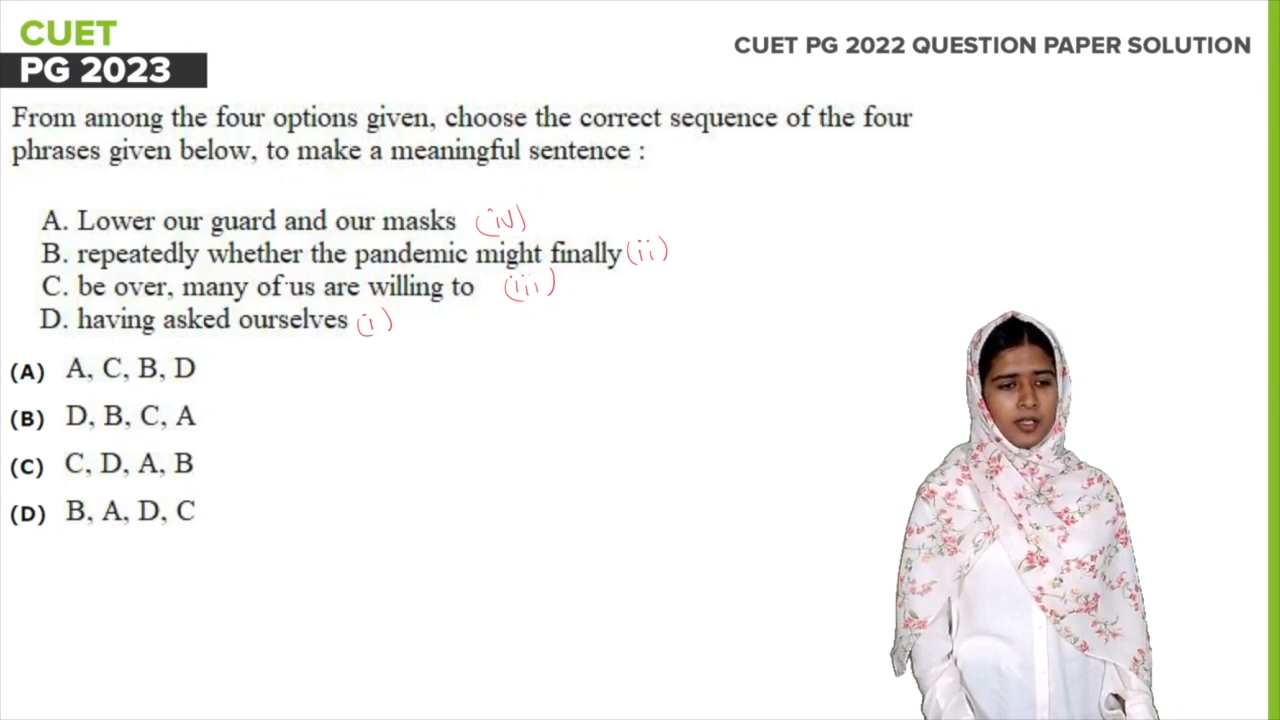 CUET
PG 2023
CUET PG 2022 QUESTION PAPER SOLUTION
From among the four options given, choose the correct sequence of the four
phrases given below, to make a meaningful sentence :
A. Lower our guard and our masks (iv)
B. repeatedly whether the pandemic might finally (ii)
C. be over, many of us are willing to (iii)
D. having asked ourselves (i)
(A) A, C, B, D
(B) D, B, C, A
(C) C, D, A, B
(D) B, A, D, C